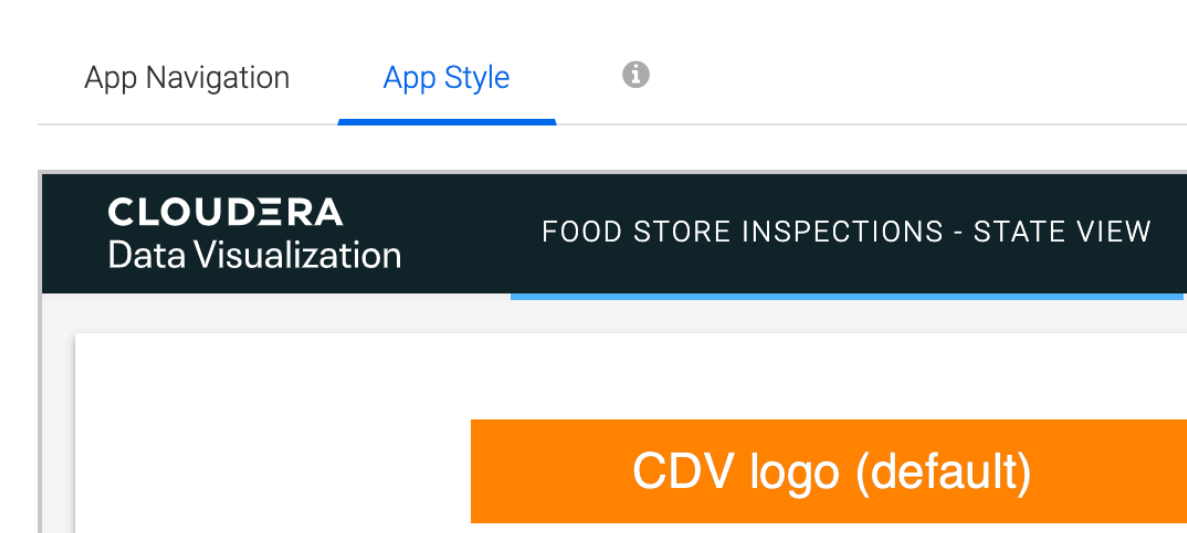 App Navigation
App Style
CLOUDERA
Data Visualization
FOOD STORE INSPECTIONS - STATE VIEW
CDV logo (default)